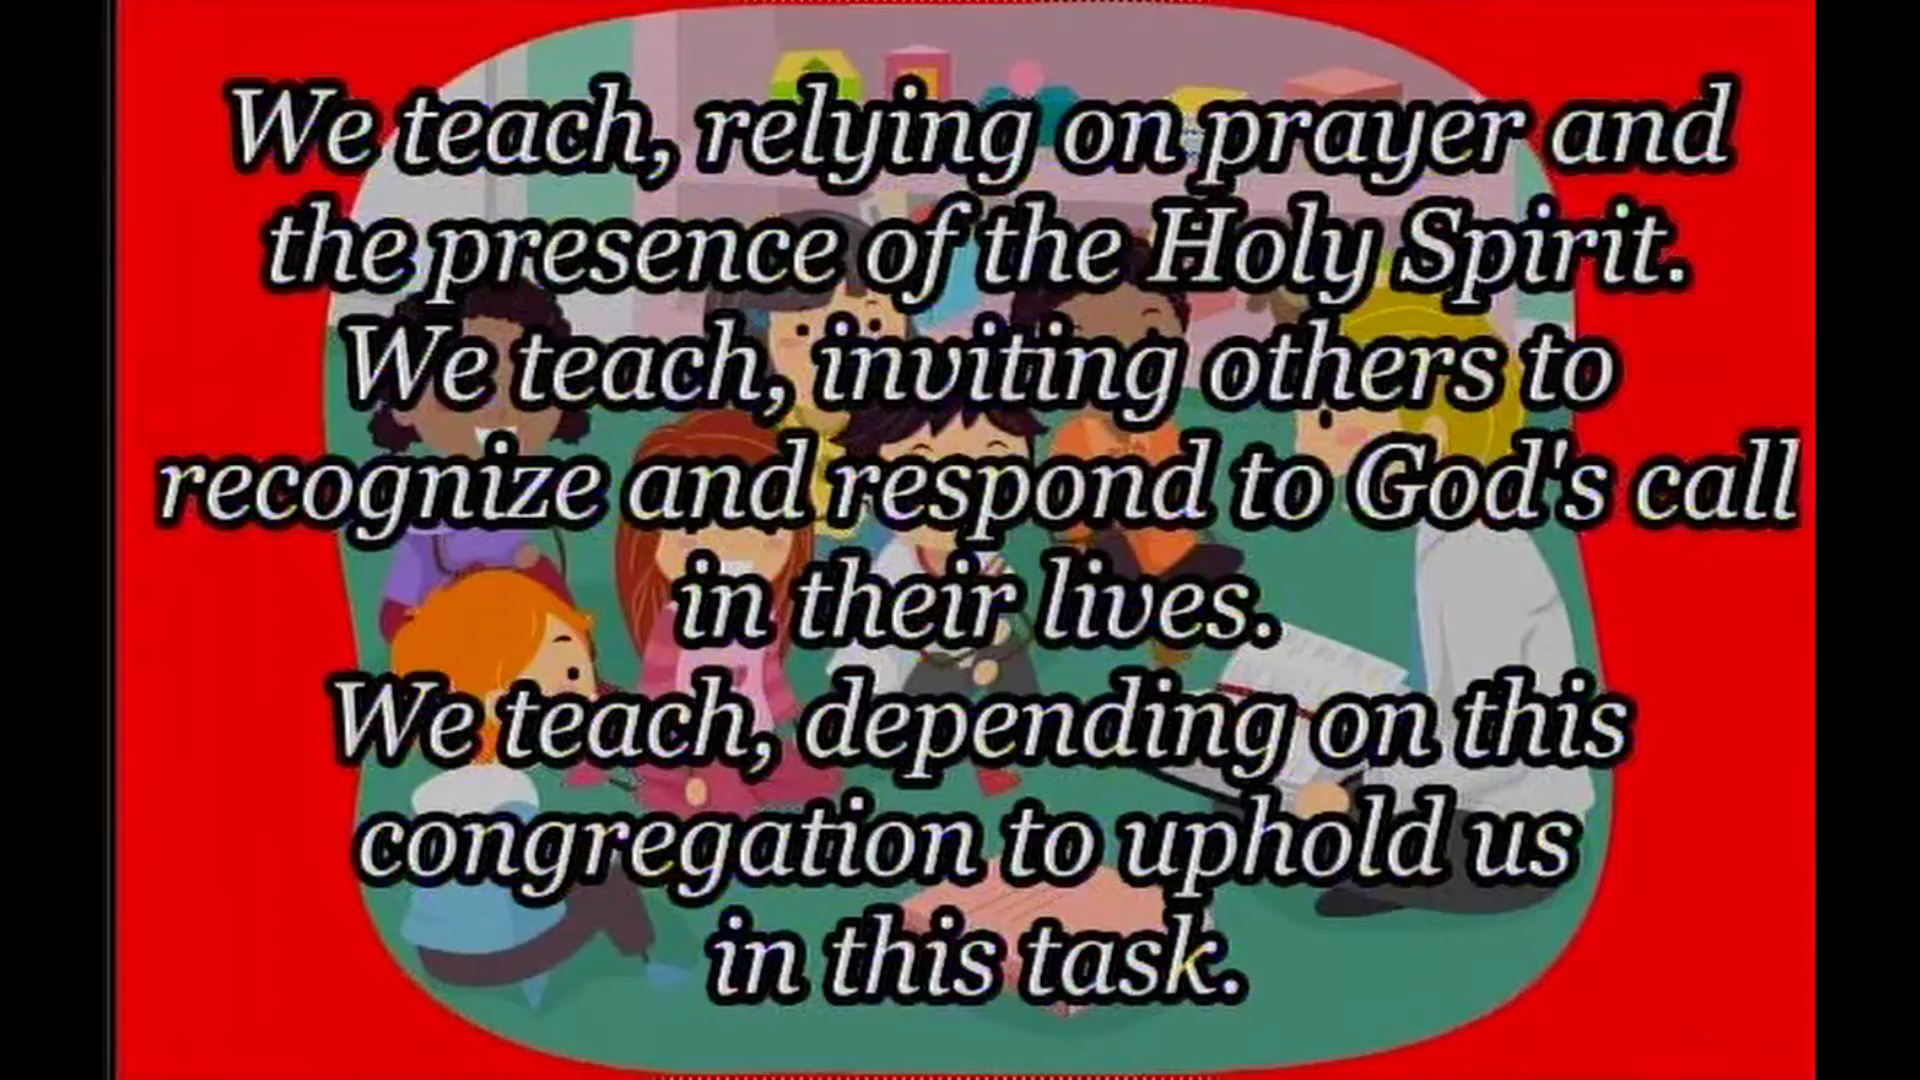 We teach, relying on prayer and
the presence of the Holy Spirit.
We teach, inviting others to
recognize and respond to God's call
in their lives.
We teach, depending on this
congregation to uphold us
in this task.